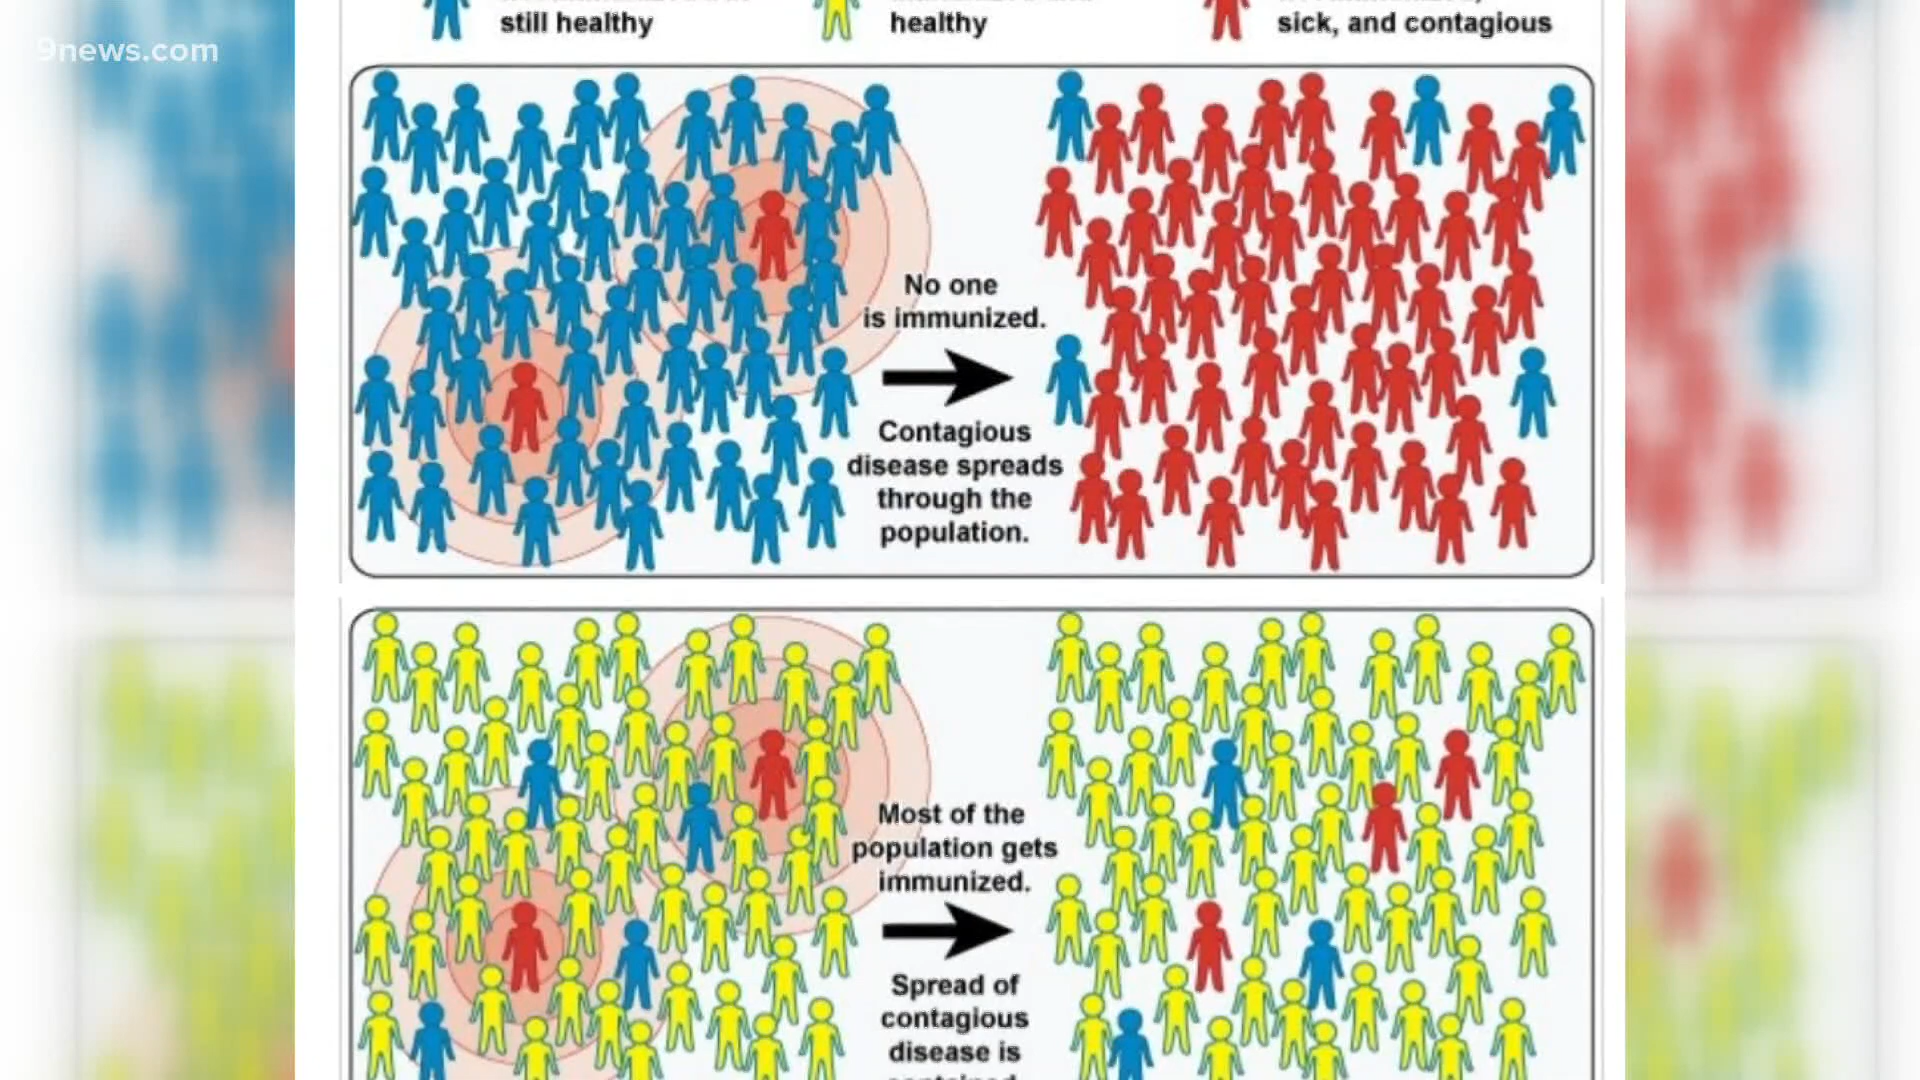 9news.com
still healthy
healthy
sick, and contagious
No one
is immunized.
Contagious
disease spreads
through the
population.
Most of the
population gets
immunized.
Spread of
contagious
disease is